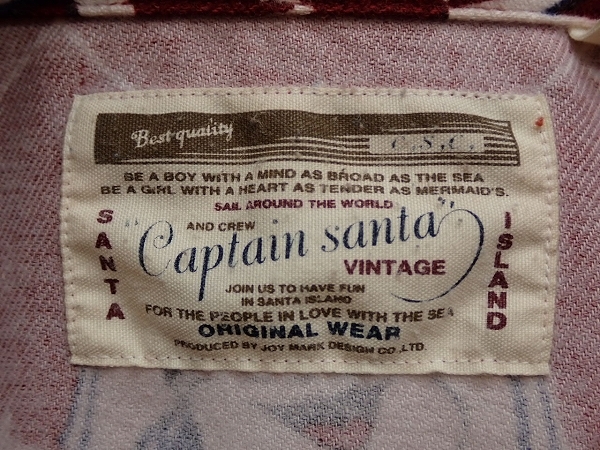 Best quality
C.S.C.
BE A BOY WITH A MIND AS BROAD AS THE SEA
BE A GIRL WITH A HEART AS TENDER AS MERMAID'S.
SAIL AROUND THE WORLD
AND CREW
"Captain santa"
VINTAGE
SANTA
ISLAND
JOIN US TO HAVE FUN
IN SANTA ISLAND
FOR THE PEOPLE IN LOVE WITH THE SEA
ORIGINAL WEAR
PRODUCED BY JOY MARK DESIGN CO.,LTD.